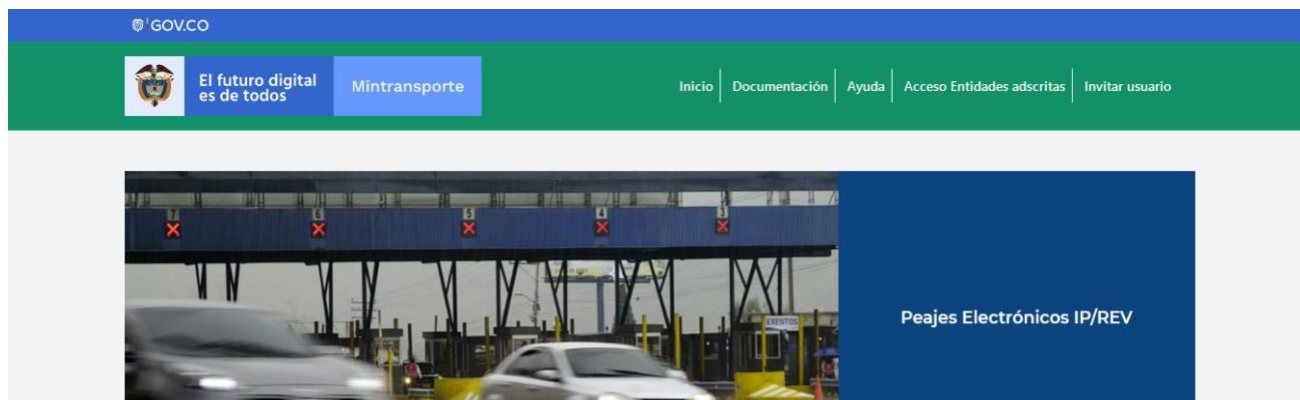 GOV.CO
El futuro digital
es de todos
Mintransporte
Inicio
Documentación
Ayuda
Acceso Entidades adscritas
Invitar usuario
7
6
5
4
3
EXENTOS
Peajes Electrónicos IP/REV